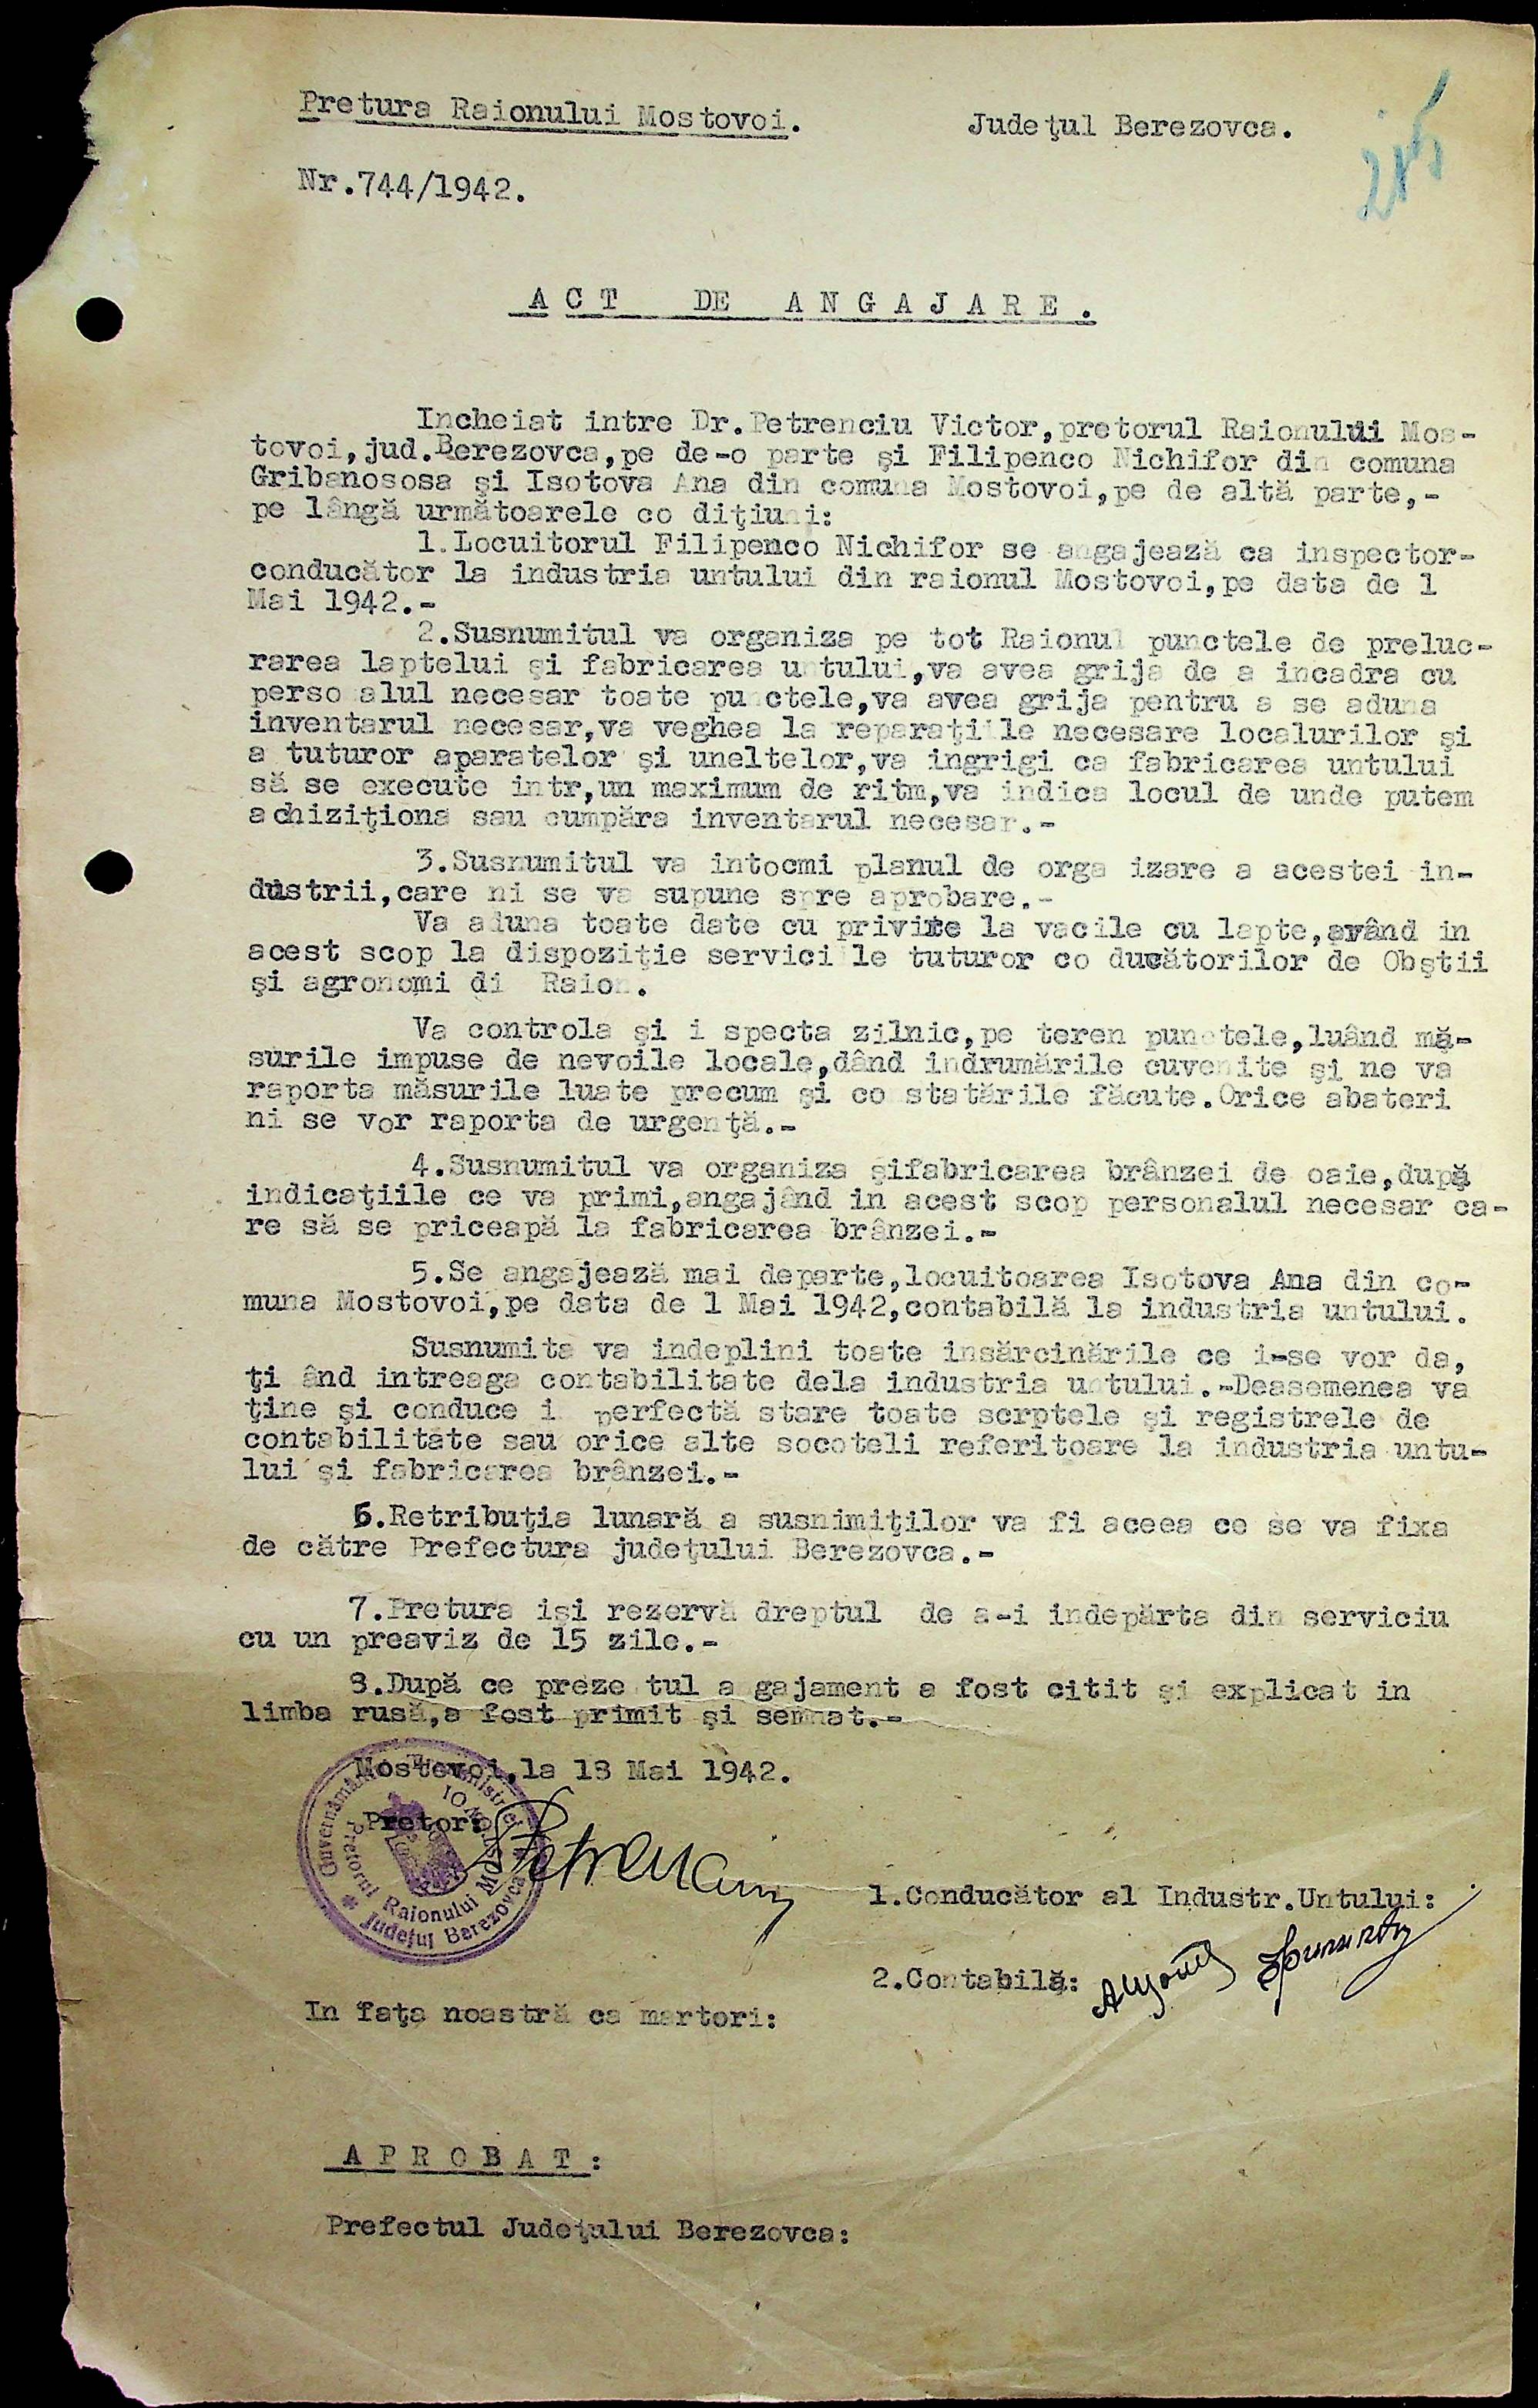 Pretura Raionului Mostovoi.
Judeţul Berezovca.
Nr.744/1942.
ACT DE ANGAJARE.
Incheiat intre Dr.Petrenciu Victor,pretorul Raionului Mos-
tovoi,jud.Berezovca,pe de-o parte şi Filipenco Nichifor din comuna
Gribanososa şi Isotova Ana din comuna Mostovoi,pe de altă parte,-
pe lângă următoarele co diţiuni:
1.Locuitorul Filipenco Nichifor se angajează ca inspector-
conducător la industria untului din raionul Mostovoi,pe data de 1
Mai 1942.-
2.Susnumitul va organiza pe tot Raionul punctele de preluc-
rarea laptelui şi fabricarea untului,va avea grija de a incadra cu
perso alul necesar toate pu ctele,va avea grija pentru a se aduna
inventarul necesar,va veghea la reparaţiile necesare localurilor şi
a tuturor aparatelor şi uneltelor,va ingrigi ca fabricarea untului
să se execute intr,un maximum de ritm,va indica locul de unde putem
achiziţiona sau cumpăra inventarul necesar.-
3.Susnumitul va intocmi planul de orga izare a acestei in-
dustrii,care ni se va supune spre aprobare.-
Va aduna toate date cu privire la vacile cu lapte,având in
acest scop la dispoziţie serviciile tuturor co ducătorilor de Obştii
şi agronomi di Raion.
Va controla şi i specta zilnic,pe teren punctele,luând mă-
surile impuse de nevoile locale,dând indrumările cuvenite şi ne va
raporta măsurile luate precum şi co statările făcute.Orice abateri
ni se vor raporta de urgenţă.-
4.Susnumitul va organiza şifabricarea brânzei de oaie,după
indicaţiile ce va primi,angajând in acest scop personalul necesar ca-
re să se priceapă la fabricarea brânzei.-
5.Se angajează mai departe,locuitoarea Isotova Ana din co-
muna Mostovoi,pe data de 1 Mai 1942,contabilă la industria untului.
Susnumita va indeplini toate insărcinările ce i-se vor da,
ţi ând intreaga contabilitate dela industria untului.-Deasemenea va
ţine şi conduce i perfectă stare toate scrptele şi registrele de
contabilitate sau orice alte socoteli referitoare la industria untu-
lui şi fabricarea brânzei.-
6.Retribuţia lunară a susnimiţilor va fi aceea ce se va fixa
de către Prefectura judeţului Berezovca.-
7.Pretura isi rezervă dreptul de a-i indepărta din serviciu
cu un preaviz de 15 zile.-
8.După ce preze tul a gajament a fost citit şi explicat in
limba rusă,a fost primit şi semnat.-
Mostovoi,la 18 Mai 1942.
Pretor:
Petrenciu
Guvernământul
Pretorul Raionului Mostovoi
Judeţul Berezovca
1.Conducător al Industr.Untului:
2.Contabilă:
In faţa noastră ca martori:
APROBAT:
Prefectul Judeţului Berezovca: